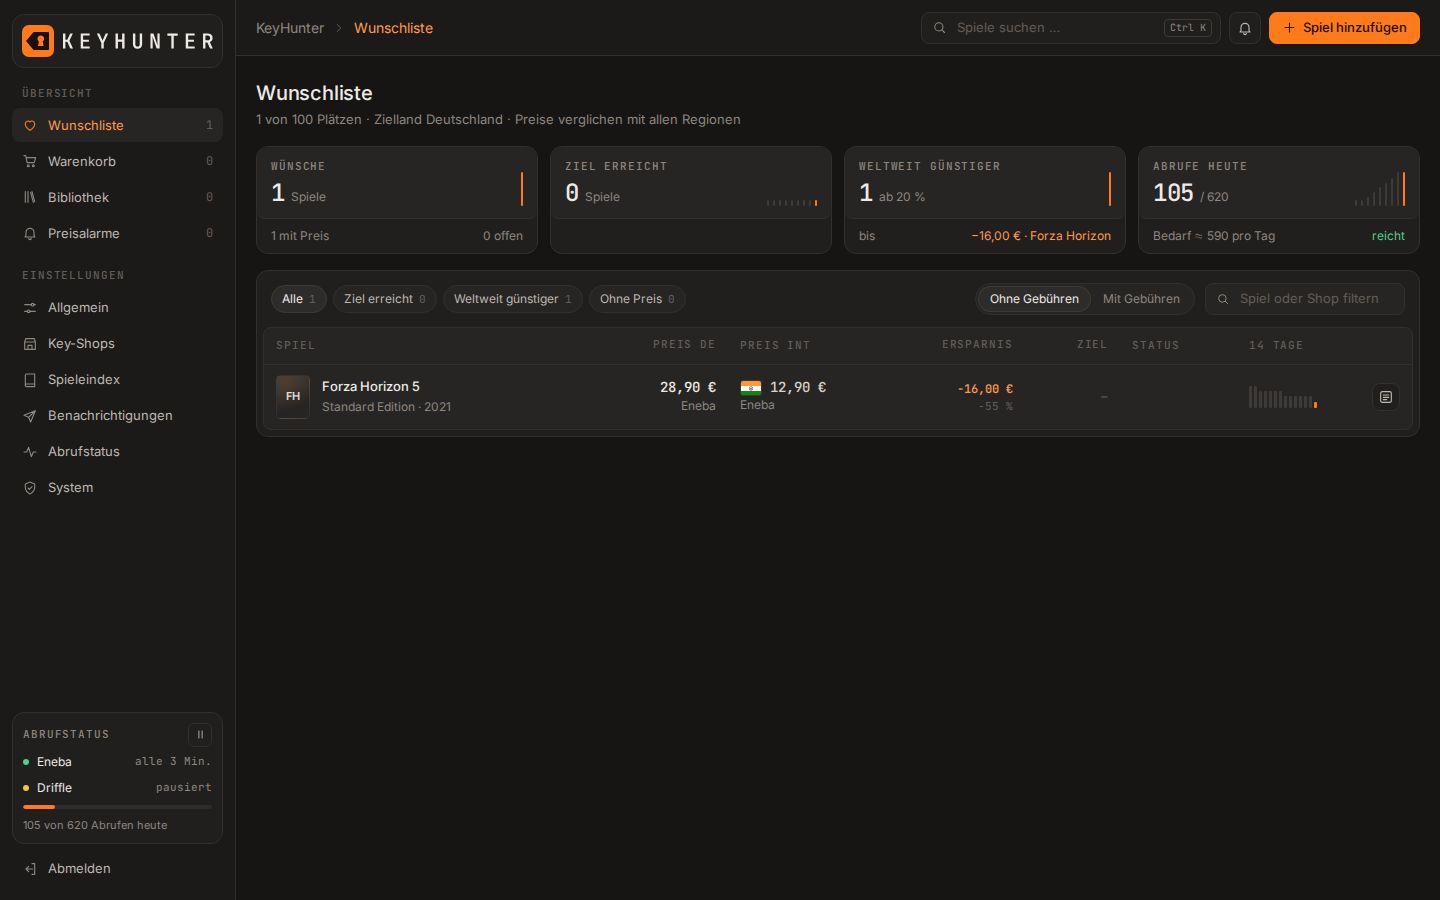 KEYHUNTER
KeyHunter
Wunschliste
Spiele suchen ...
Ctrl K
Spiel hinzufügen
ÜBERSICHT
Wunschliste 1
Warenkorb 0
Bibliothek 0
Preisalarme 0
EINSTELLUNGEN
Allgemein
Key-Shops
Spieleindex
Benachrichtigungen
Abrufstatus
System
ABRUFSTATUS
Eneba alle 3 Min.
Driffle pausiert
105 von 620 Abrufen heute
Abmelden
Wunschliste
1 von 100 Plätzen · Zielland Deutschland · Preise verglichen mit allen Regionen
WÜNSCHE
1 Spiele
1 mit Preis 0 offen
ZIEL ERREICHT
0 Spiele
WELTWEIT GÜNSTIGER
1 ab 20 %
bis −16,00 € · Forza Horizon
ABRUFE HEUTE
105 / 620
Bedarf ≈ 590 pro Tag reicht
Alle 1 Ziel erreicht 0 Weltweit günstiger 1 Ohne Preis 0
Ohne Gebühren Mit Gebühren
Spiel oder Shop filtern
SPIEL PREIS DE PREIS INT ERSPARNIS ZIEL STATUS 14 TAGE
FH
Forza Horizon 5 28,90 € 12,90 € -16,00 €
Standard Edition · 2021 Eneba Eneba -55 % —